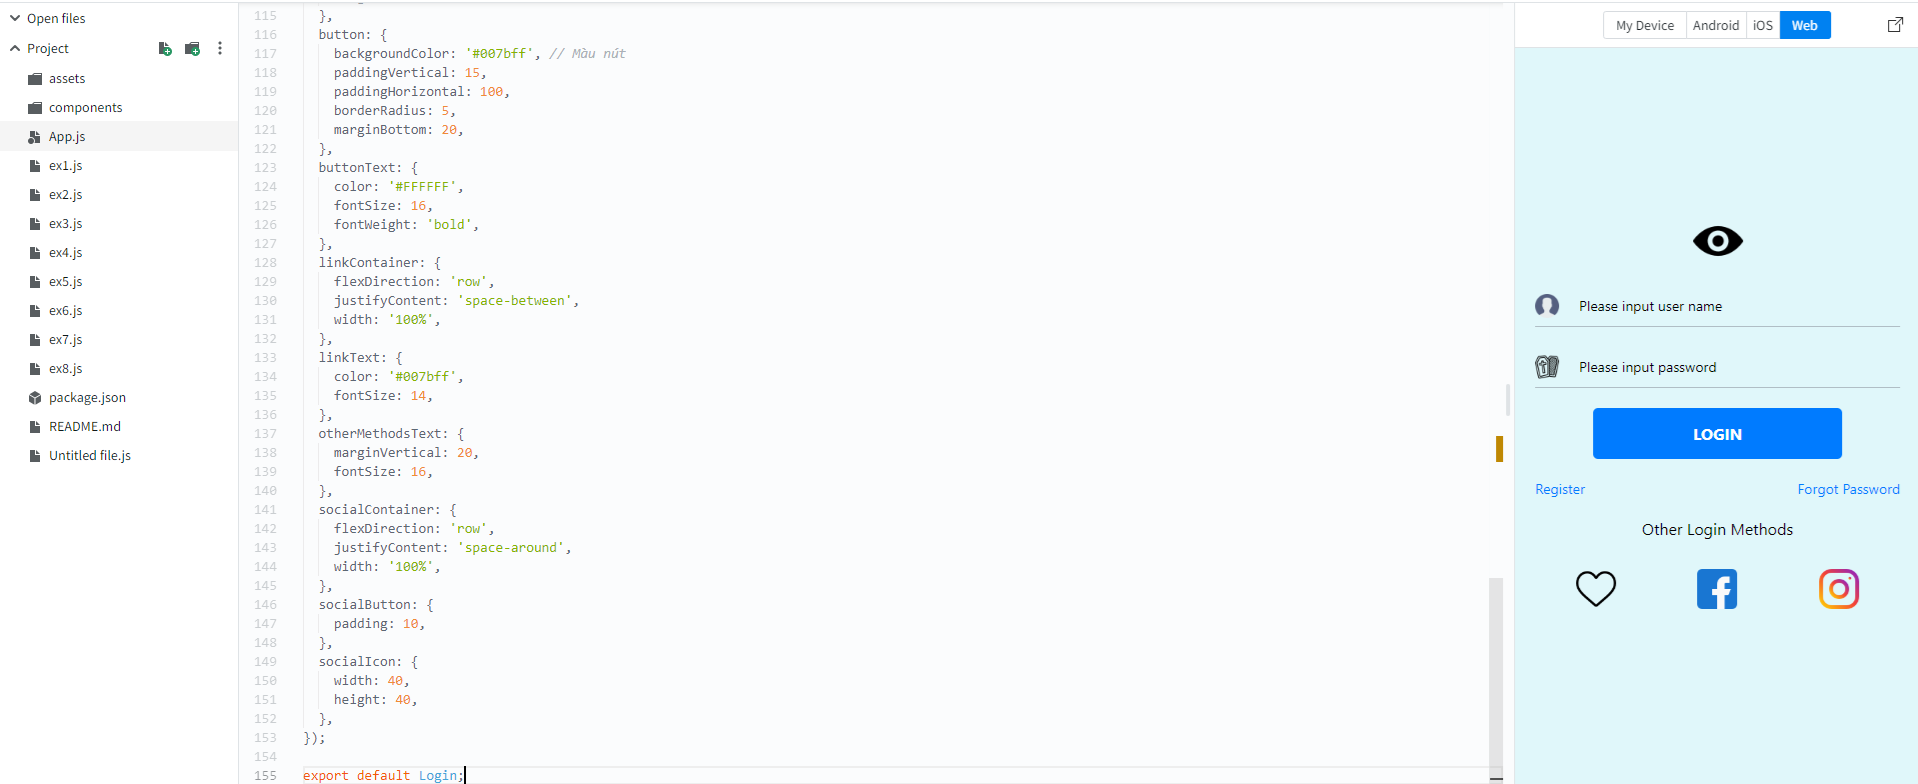 Open files
Project
assets
components
App.js
ex1.js
ex2.js
ex3.js
ex4.js
ex5.js
ex6.js
ex7.js
ex8.js
package.json
README.md
Untitled file.js
115 },
116 button: {
117 backgroundColor: '#007bff', // Màu nút
118 paddingVertical: 15,
119 paddingHorizontal: 100,
120 borderRadius: 5,
121 marginBottom: 20,
122 },
123 buttonText: {
124 color: '#FFFFFF',
125 fontSize: 16,
126 fontWeight: 'bold',
127 },
128 linkContainer: {
129 flexDirection: 'row',
130 justifyContent: 'space-between',
131 width: '100%',
132 },
133 linkText: {
134 color: '#007bff',
135 fontSize: 14,
136 },
137 otherMethodsText: {
138 marginVertical: 20,
139 fontSize: 16,
140 },
141 socialContainer: {
142 flexDirection: 'row',
143 justifyContent: 'space-around',
144 width: '100%',
145 },
146 socialButton: {
147 padding: 10,
148 },
149 socialIcon: {
150 width: 40,
151 height: 40,
152 },
153 });
154
155 export default Login;
My Device Android iOS Web
Please input user name
Please input password
LOGIN
Register Forgot Password
Other Login Methods